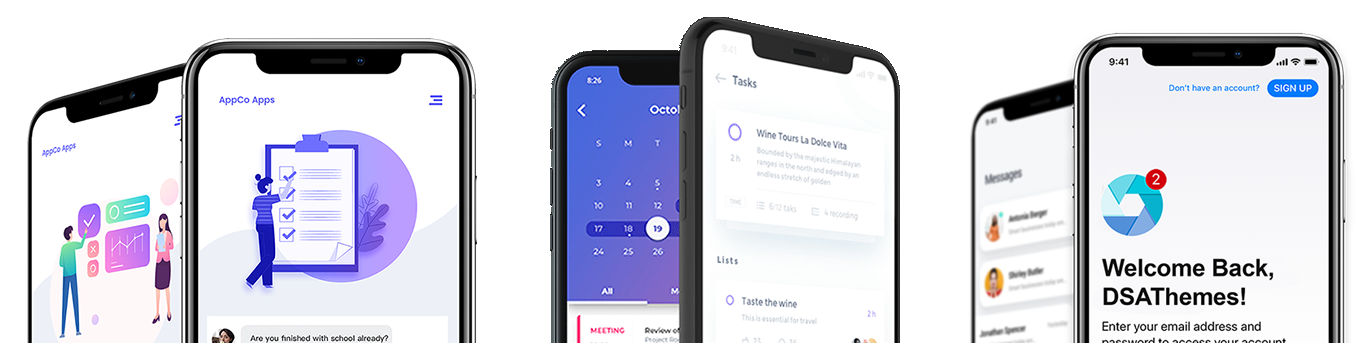 AppCo Apps
AppCo Apps
Are you finished with school already?
8:26
Octo
S M T
3 4 5
10 11 12
17 18 19
24 25 26
All M
MEETING Review of
Project Ro
9:41
Tasks
Wine Tours La Dolce Vita
2 h
Bounded by the majestic Himalayan
ranges in the north and edged by an
endless stretch of golden
TIME 6/12 taks 4 recording
Lists
Taste the wine 2 h
This is essential for travel
23
9:41
Messages
Antonia Berger
Shirley Butler
Jonathan Spencer Yesterday
9:41
Don't have an account? SIGN UP
2
Welcome Back,
DSAThemes!
Enter your email address and
password to access your account